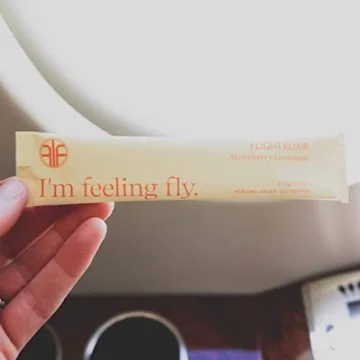 FLIGHT ELIXIR
Strawberry Lemonade
I'm feeling fly.